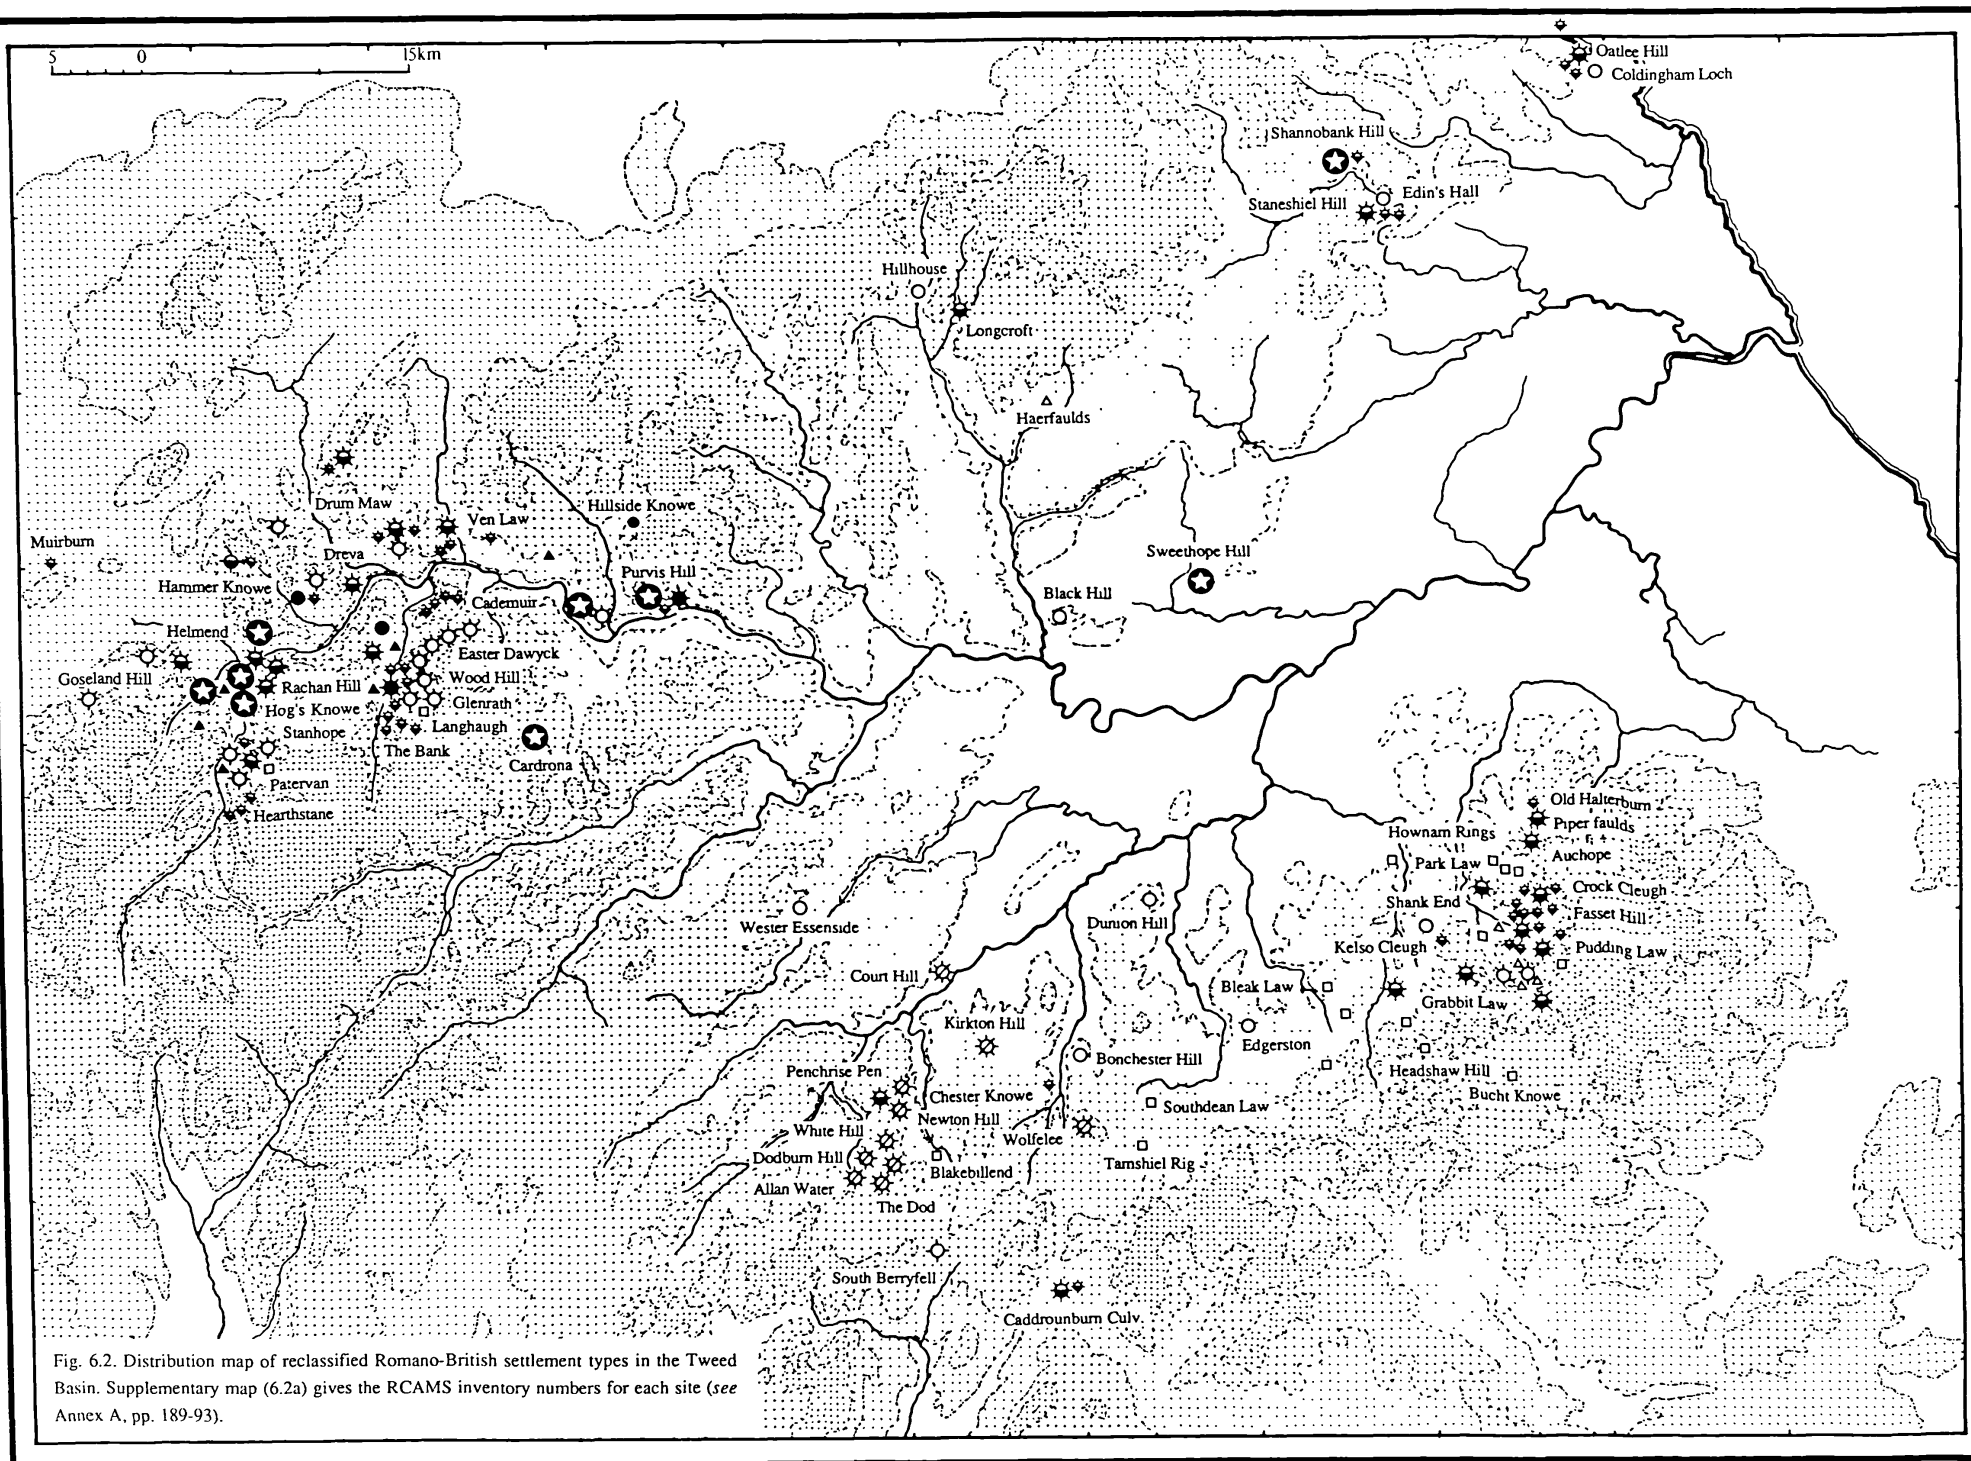 5 0 15km
Oatlee Hill
Coldingham Loch
Shannobank Hill
Edin's Hall
Staneshiel Hill
Hillhouse
Longcroft
Haerfaulds
Drum Maw
Ven Law
Hillside Knowe
Muirburn
Dreva
Sweethope Hill
Purvis Hill
Hammer Knowe
Cademuir
Black Hill
Helmend
Easter Dawyck
Goseland Hill
Rachan Hill
Wood Hill
Hog's Knowe
Glenrath
Stanhope
Langhaugh
The Bank
Cardrona
Patervan
Hearthstane
Old Halterburn
Hownam Rings
Piper faulds
Park Law
Auchope
Crock Cleugh
Shank End
Fasset Hill
Wester Essenside
Dunion Hill
Kelso Cleugh
Pudding Law
Court Hill
Bleak Law
Grabbit Law
Kirkton Hill
Edgerston
Bonchester Hill
Penchrise Pen
Headshaw Hill
Chester Knowe
Bucht Knowe
Southdean Law
Newton Hill
White Hill
Wolfelee
Dodburn Hill
Tamshiel Rig
Blakebillend
Allan Water
The Dod
South Berryfell
Caddrounburn Culv.
Fig. 6.2. Distribution map of reclassified Romano-British settlement types in the Tweed
Basin. Supplementary map (6.2a) gives the RCAMS inventory numbers for each site (see
Annex A, pp. 189-93).